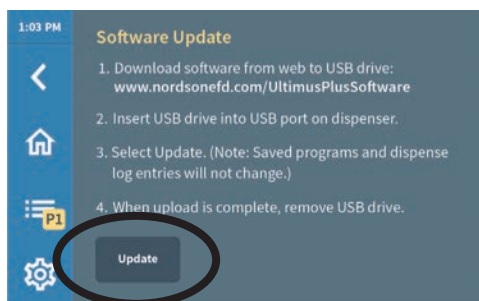 1:03 PM
Software Update
1. Download software from web to USB drive:
www.nordsonefd.com/UltimusPlusSoftware
2. Insert USB drive into USB port on dispenser.
3. Select Update. (Note: Saved programs and dispense
log entries will not change.)
4. When upload is complete, remove USB drive.
P1
Update